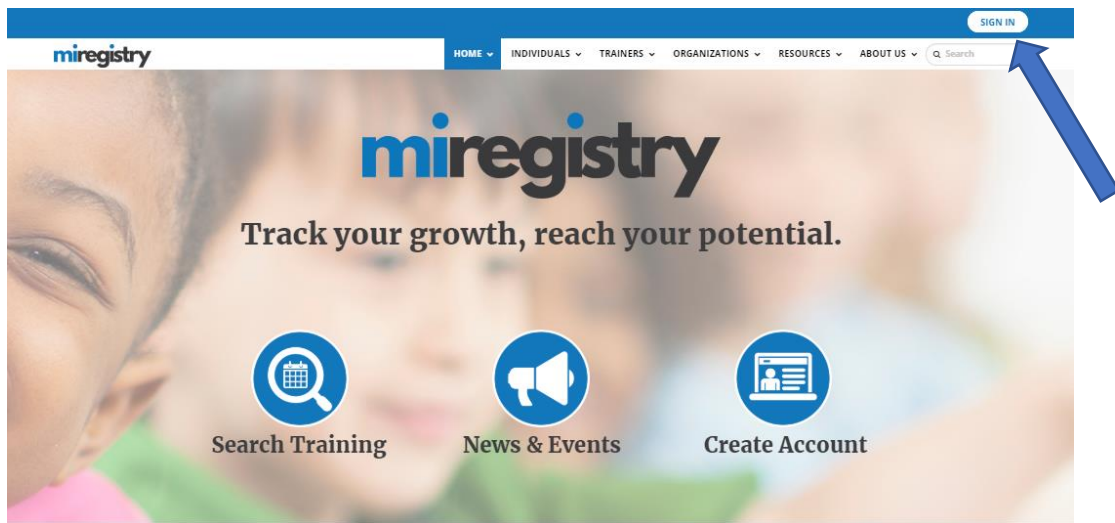 SIGN IN
miregistry
HOME INDIVIDUALS TRAINERS ORGANIZATIONS RESOURCES ABOUT US Search
miregistry
Track your growth, reach your potential.
Search Training News & Events Create Account